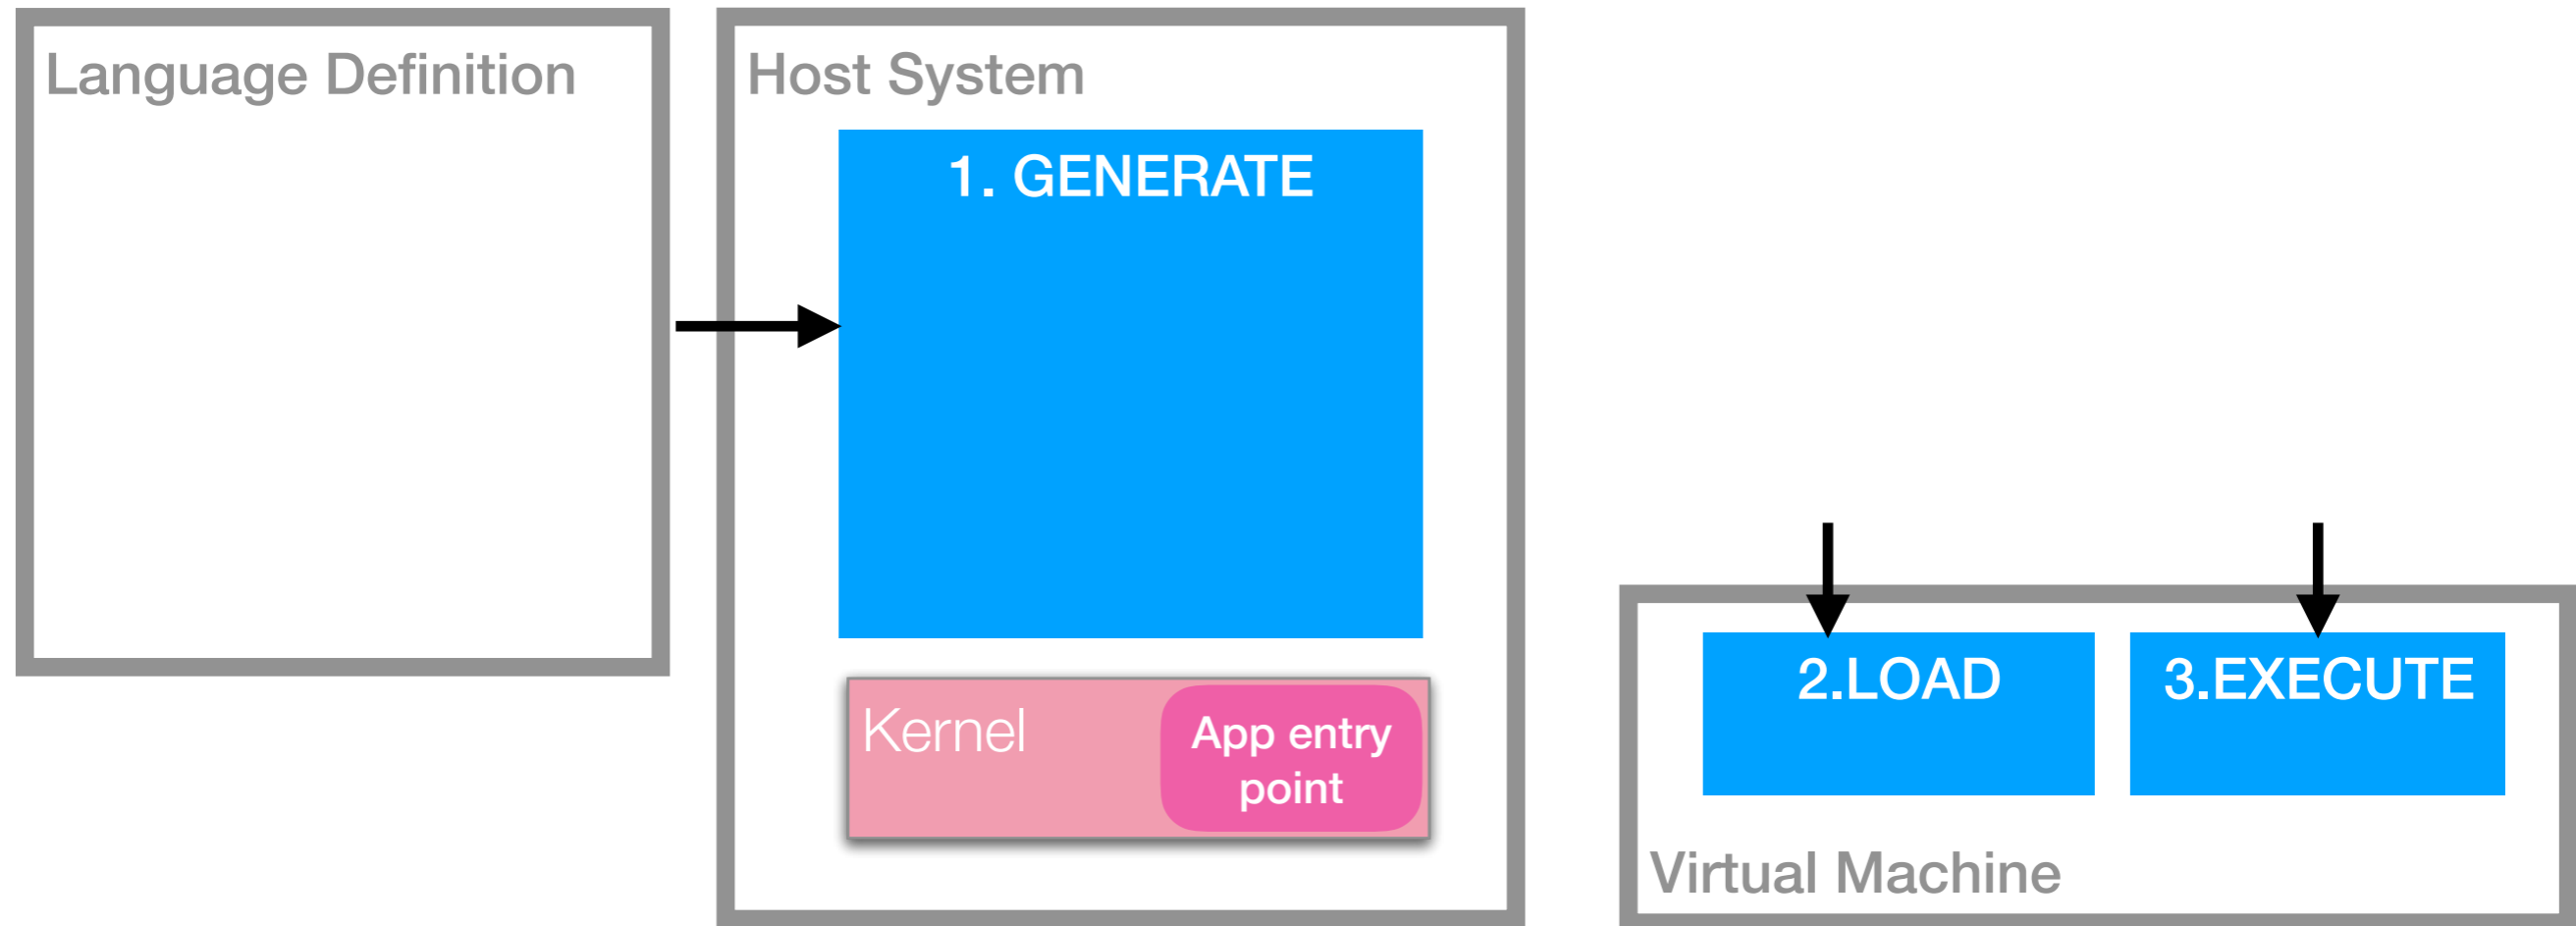 Language Definition
Host System
1. GENERATE
Kernel
App entry
point
2.LOAD
3.EXECUTE
Virtual Machine